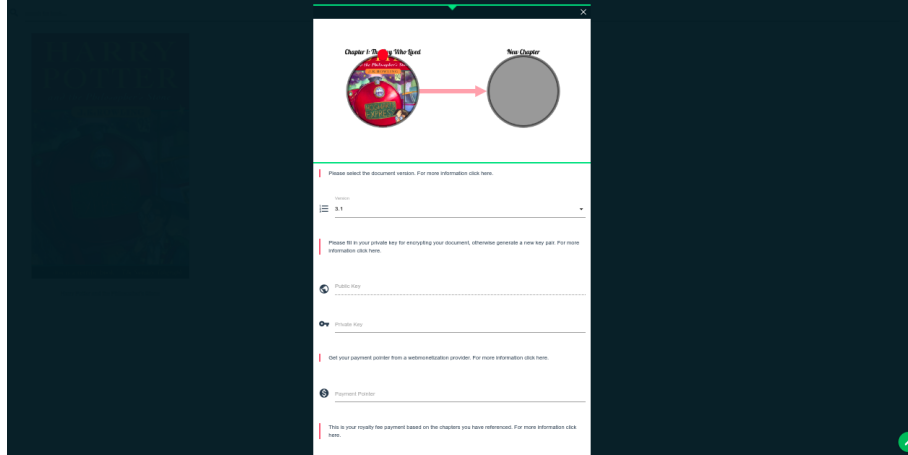 HARRY
POTTER
Chapter 1: The Boy Who Lived
New Chapter
Please select the document version. For more information click here.
Version
3.1
Please fill in your private key for encrypting your document, otherwise generate a new key pair. For more
information click here.
Public Key
Private Key
Get your payment pointer from a webmonetization provider. For more information click here.
Payment Pointer
This is your royalty fee payment based on the chapters you have referenced. For more information click
here.